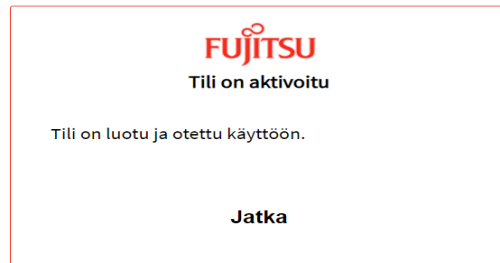 FUJITSU
Tili on aktivoitu
Tili on luotu ja otettu käyttöön.
Jatka